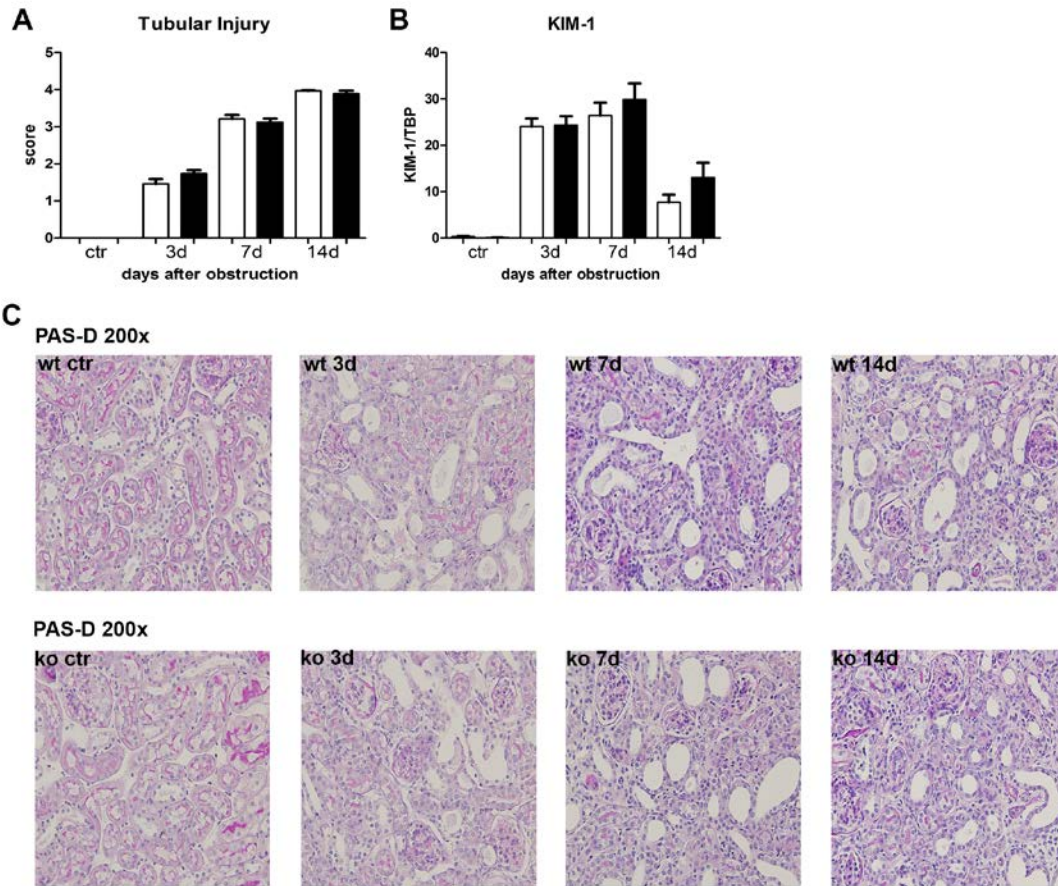 A
Tubular Injury
5
4
3
2
1
0
score
ctr 3d 7d 14d
days after obstruction
B
KIM-1
40
30
20
10
0
KIM-1/TBP
ctr 3d 7d 14d
days after obstruction
C
PAS-D 200x
wt ctr wt 3d wt 7d wt 14d
PAS-D 200x
ko ctr ko 3d ko 7d ko 14d